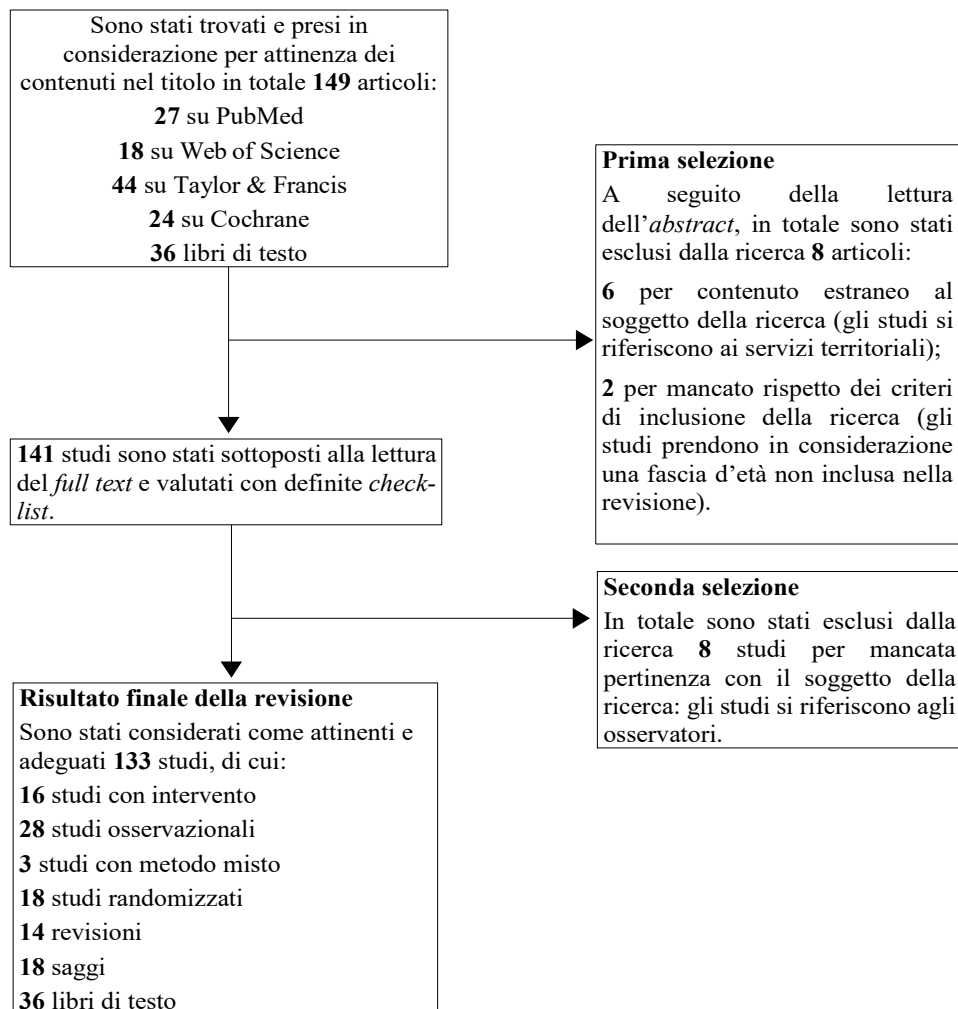 Sono stati trovati e presi in
considerazione per attinenza dei
contenuti nel titolo in totale 149 articoli:
27 su PubMed
18 su Web of Science
44 su Taylor & Francis
24 su Cochrane
36 libri di testo
Prima selezione
A seguito della lettura
dell’abstract, in totale sono stati
esclusi dalla ricerca 8 articoli:
6 per contenuto estraneo al
soggetto della ricerca (gli studi si
riferiscono ai servizi territoriali);
2 per mancato rispetto dei criteri
di inclusione della ricerca (gli
studi prendono in considerazione
una fascia d’età non inclusa nella
revisione).
141 studi sono stati sottoposti alla lettura
del full text e valutati con definite check-
list.
Seconda selezione
In totale sono stati esclusi dalla
ricerca 8 studi per mancata
pertinenza con il soggetto della
ricerca: gli studi si riferiscono agli
osservatori.
Risultato finale della revisione
Sono stati considerati come attinenti e
adeguati 133 studi, di cui:
16 studi con intervento
28 studi osservazionali
3 studi con metodo misto
18 studi randomizzati
14 revisioni
18 saggi
36 libri di testo